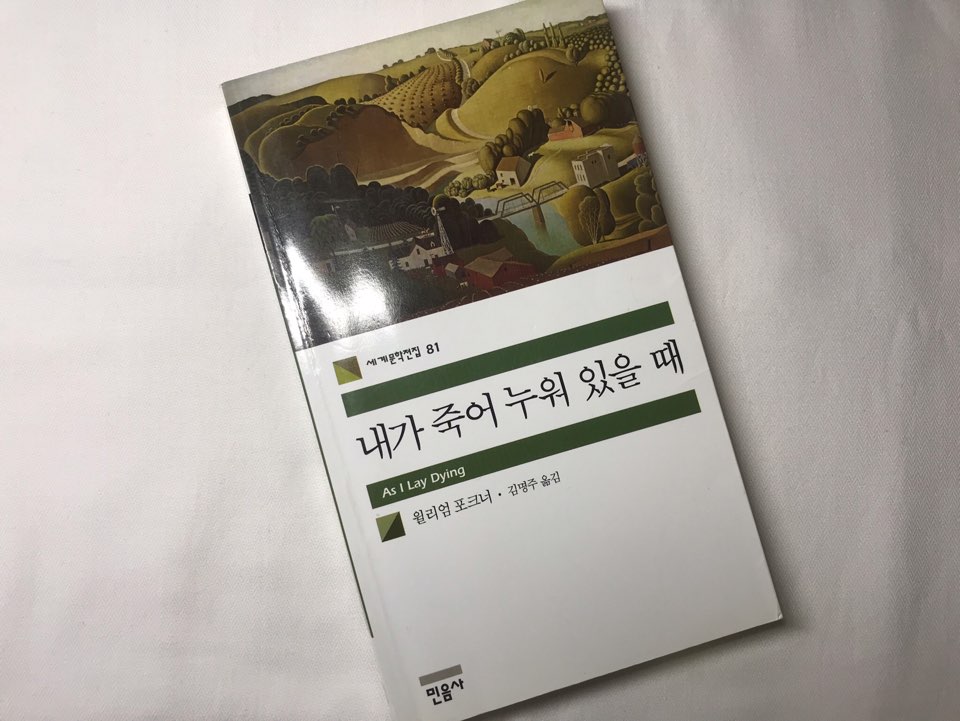 세계문학전집 81
내가 죽어 누워 있을 때
As I Lay Dying
윌리엄 포크너 · 김명주 옮김
민음사